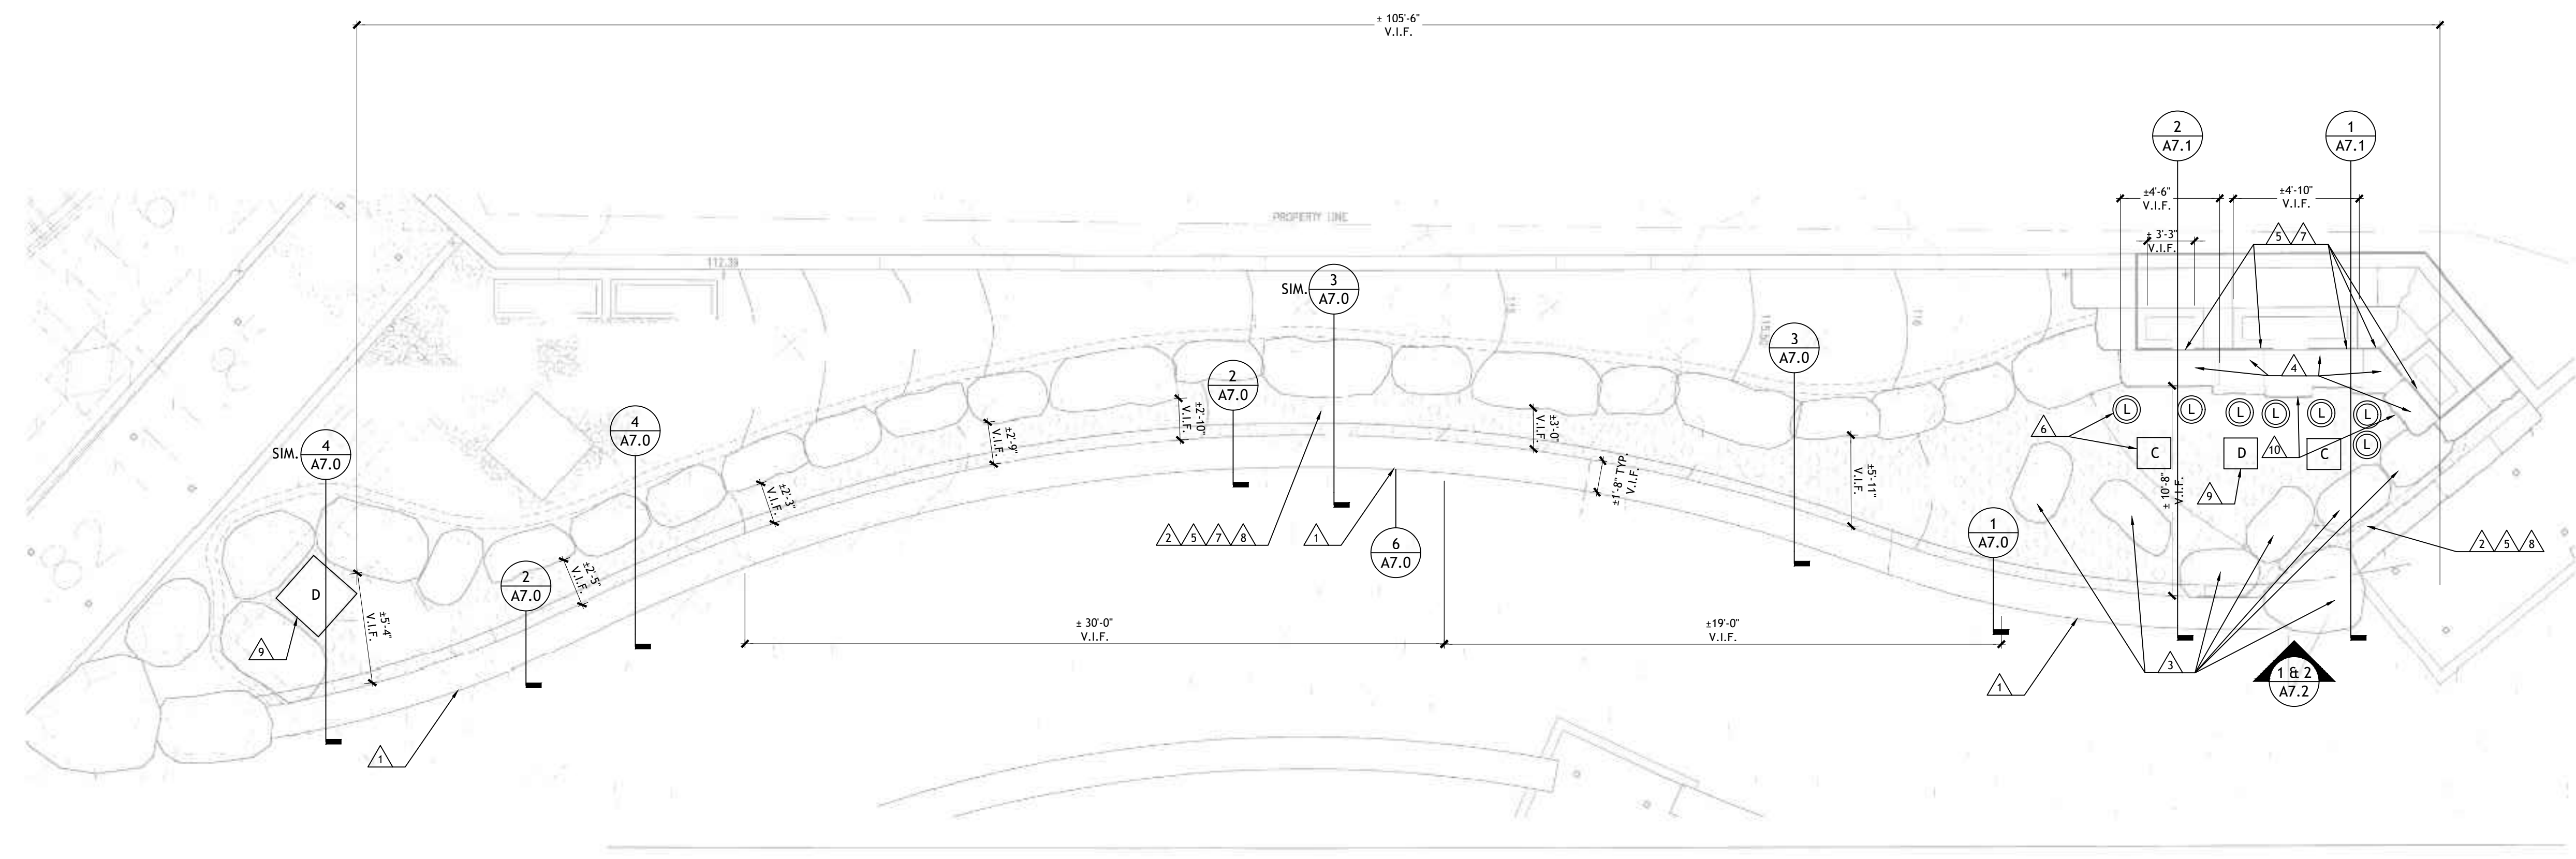 ± 105'-6"
V.I.F.
2
A7.1
1
A7.1
±4'-6"
V.I.F.
±4'-10"
V.I.F.
PROPERTY LINE
± 3'-3"
V.I.F.
5 7
112.39
SIM.
3
A7.0
115
115.5
116
3
A7.0
4
2
A7.0
±2'-10"
V.I.F.
±3'-0"
V.I.F.
L L L L L L
L
6
C D 10 C
4
A7.0
SIM.
4
A7.0
±2'-9"
V.I.F.
±1'-8" TYP.
V.I.F.
±5'-11"
V.I.F.
± 10'-8"
V.I.F.
9
±2'-3"
V.I.F.
2 5 7 8
1
6
A7.0
1
A7.0
2 5 8
D
±2'-5"
V.I.F.
2
A7.0
±5'-4"
V.I.F.
9
± 30'-0"
V.I.F.
±19'-0"
V.I.F.
3
1
1 & 2
A7.2
1